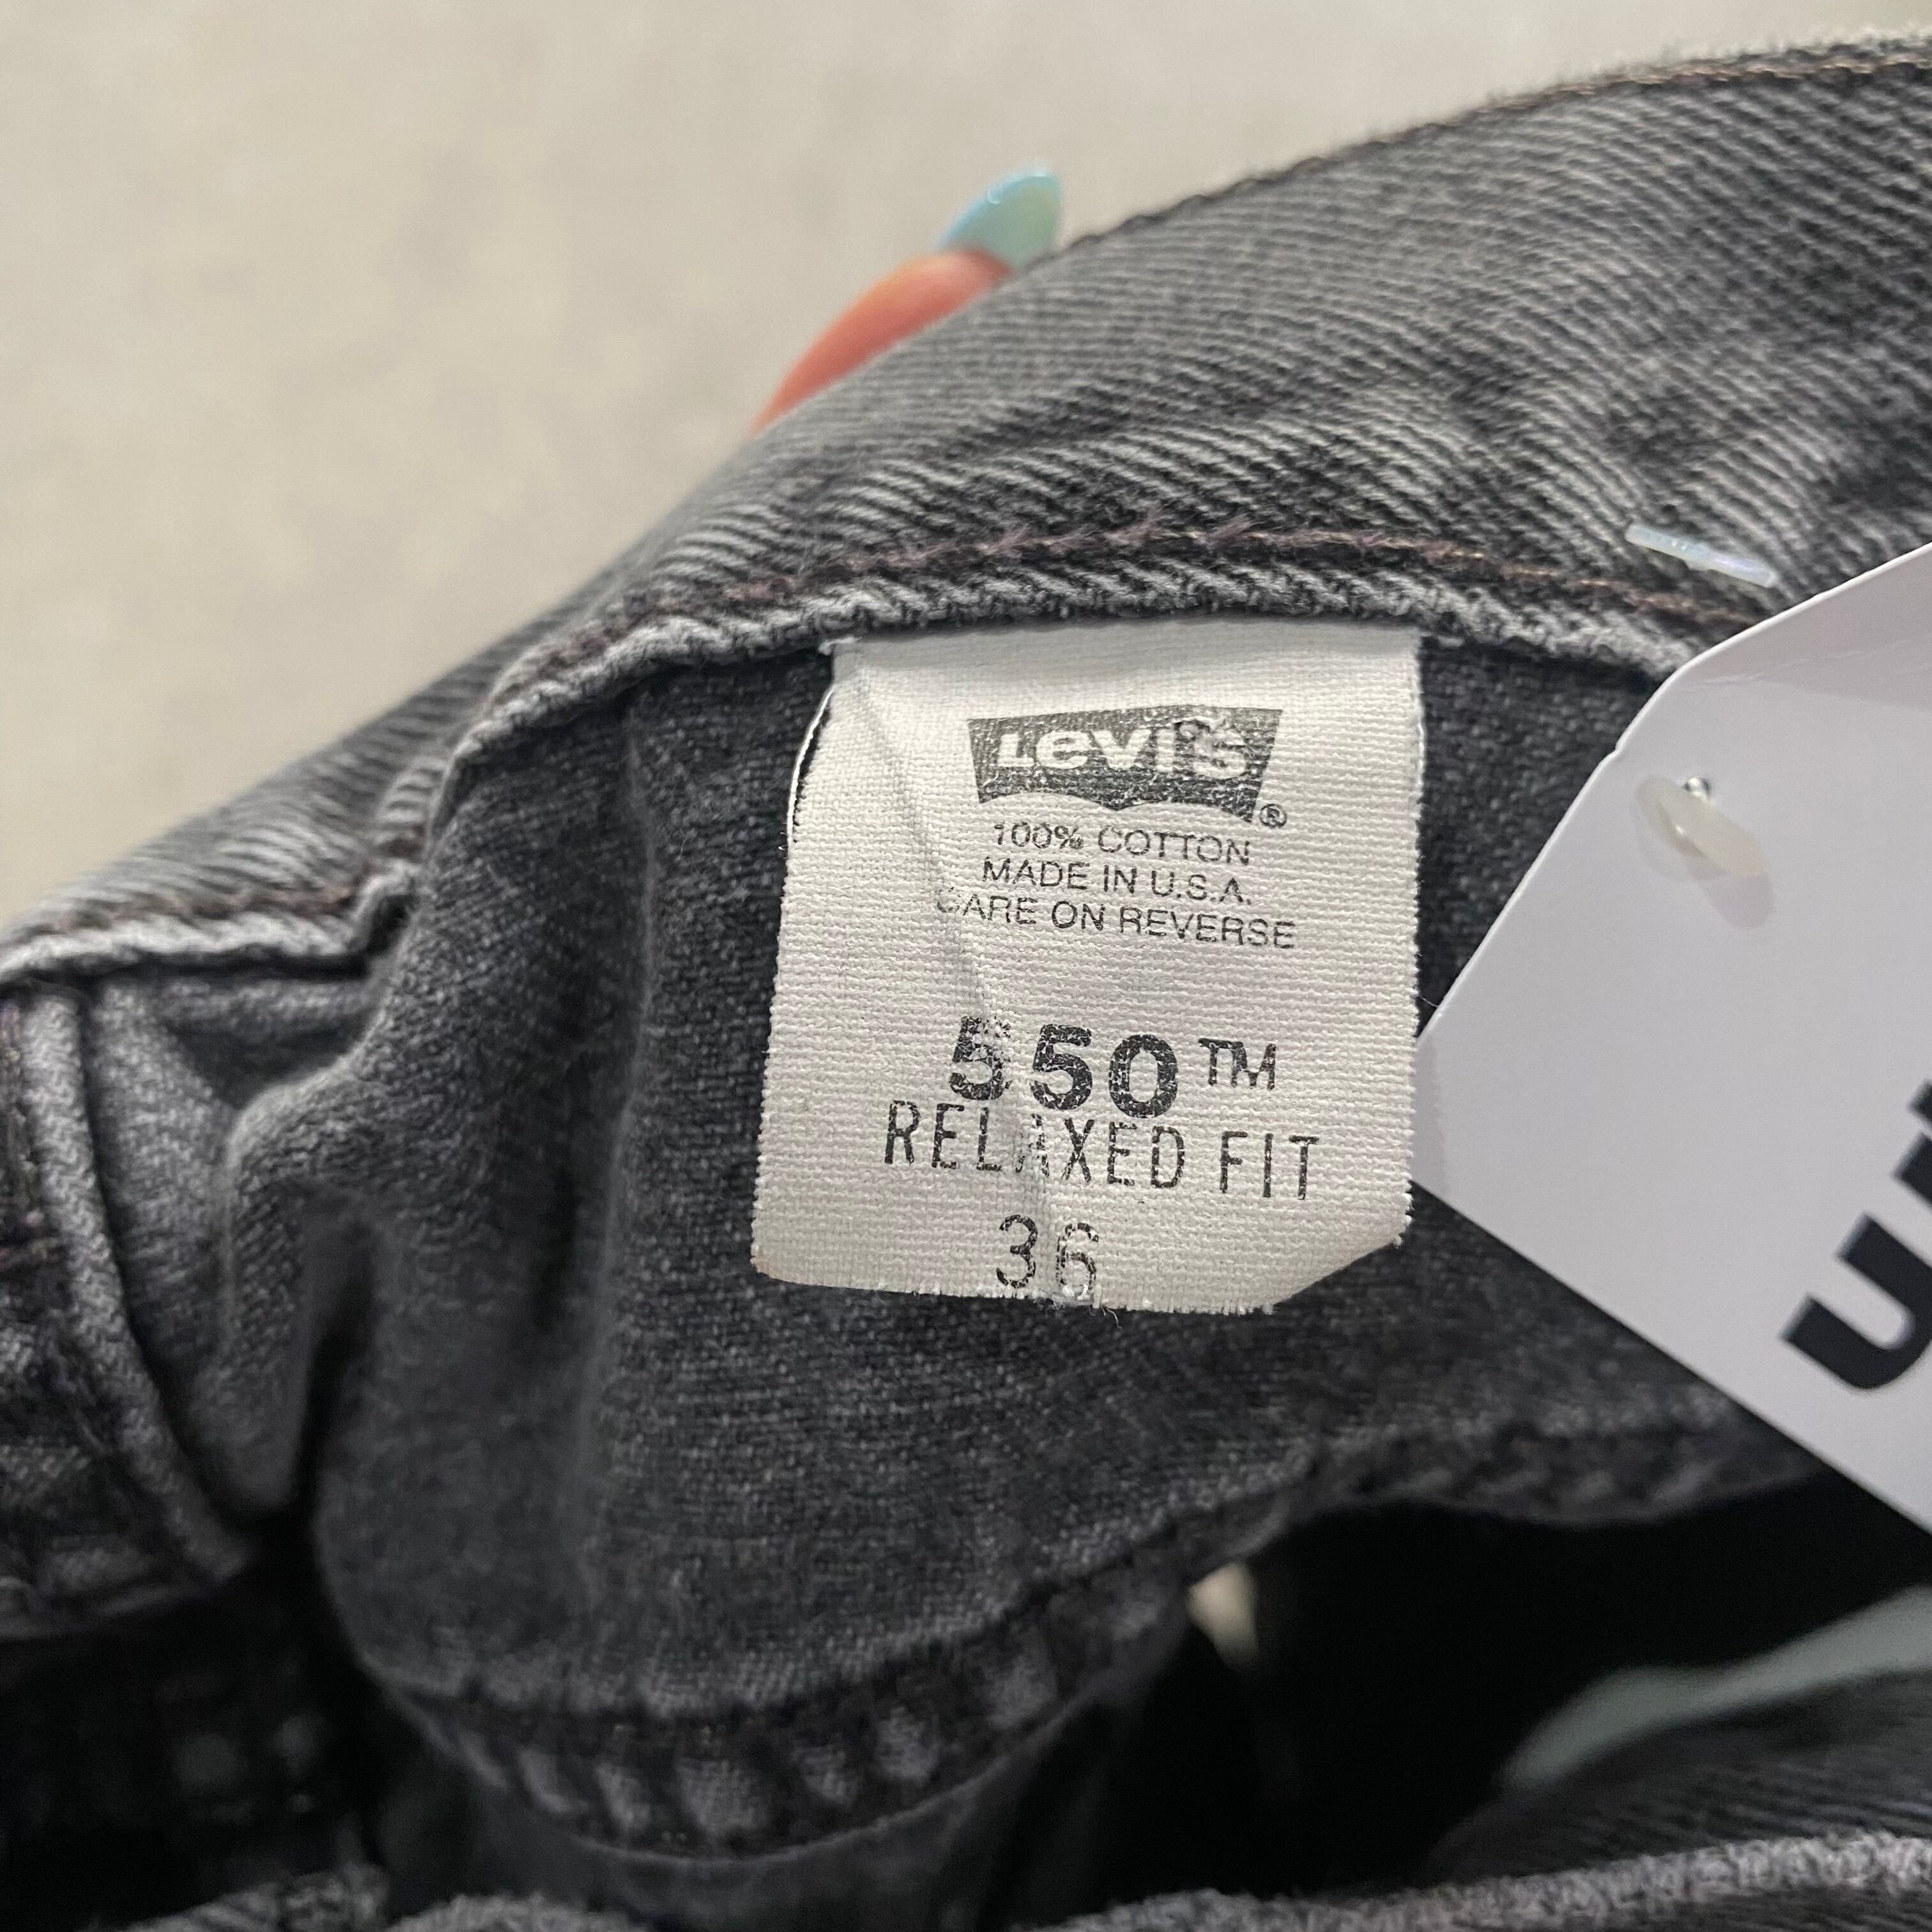 Levi's®
100% COTTON
MADE IN U.S.A.
CARE ON REVERSE
550™
RELAXED FIT
36